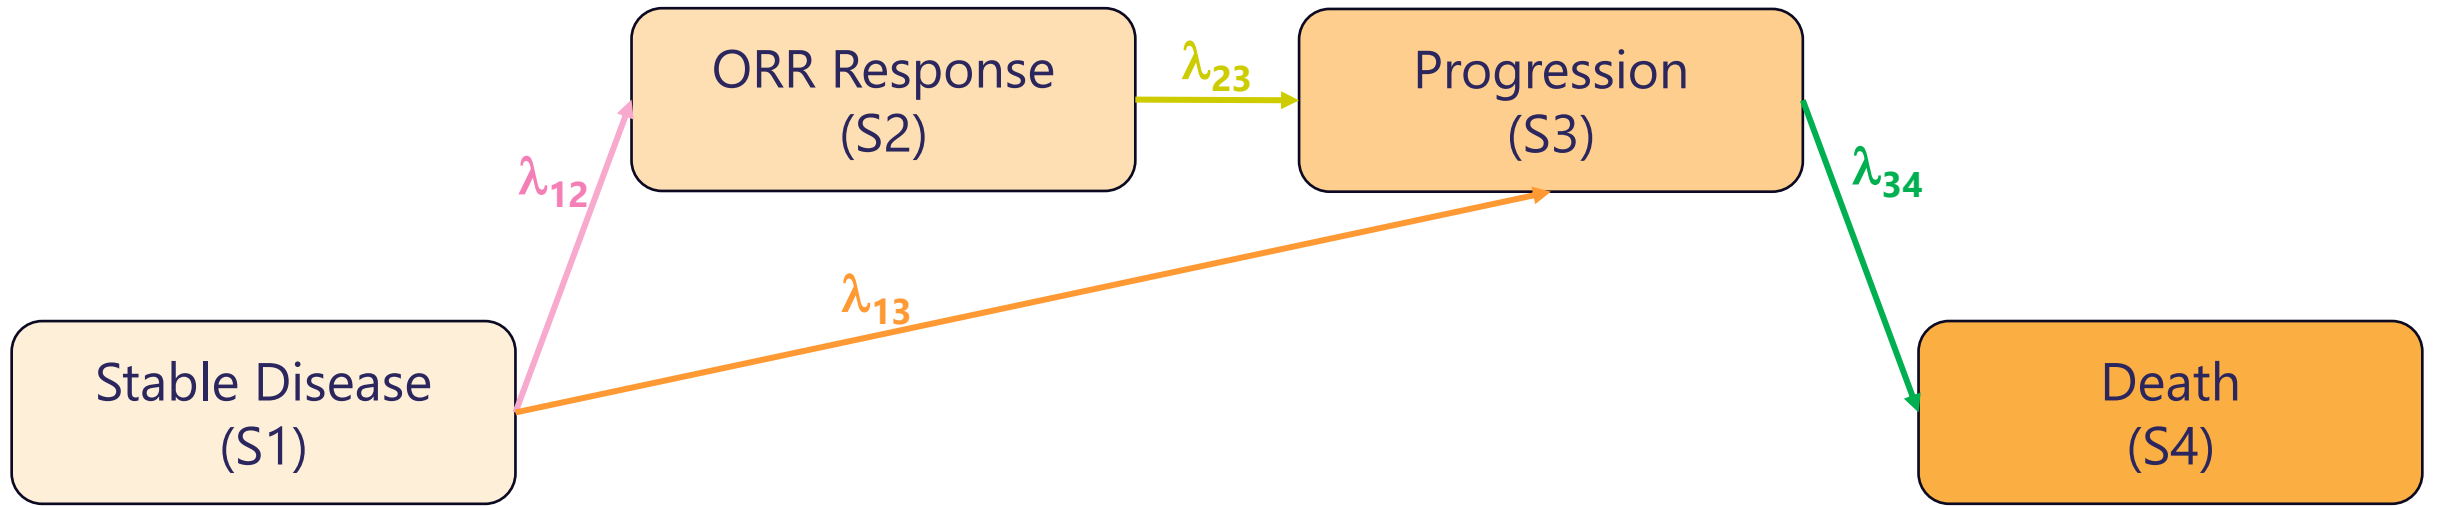 ORR Response
(S2)
λ23
Progression
(S3)
λ12
λ34
λ13
Stable Disease
(S1)
Death
(S4)